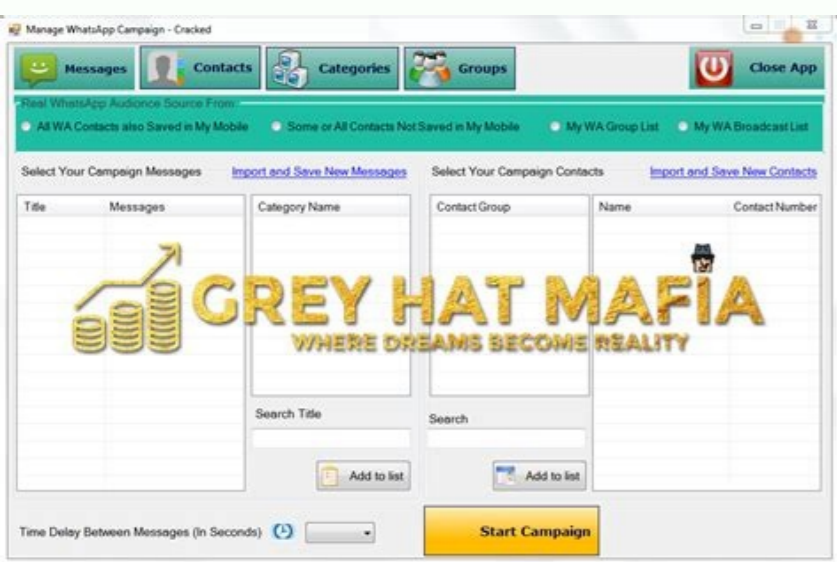 Manage WhatsApp Campaign - Cracked
Messages Contacts Categories Groups Close App
Real WhatsApp Audience Source From:
All WA Contacts also Saved in My Mobile Some or All Contacts Not Saved in My Mobile My WA Group List My WA Broadcast List
Select Your Campaign Messages Import and Save New Messages Select Your Campaign Contacts Import and Save New Contacts
Title Messages Category Name Contact Group Name Contact Number
GREY HAT MAFIA
WHERE DREAMS BECOME REALITY
Search Title Search
Add to list Add to list
Time Delay Between Messages (In Seconds) Start Campaign